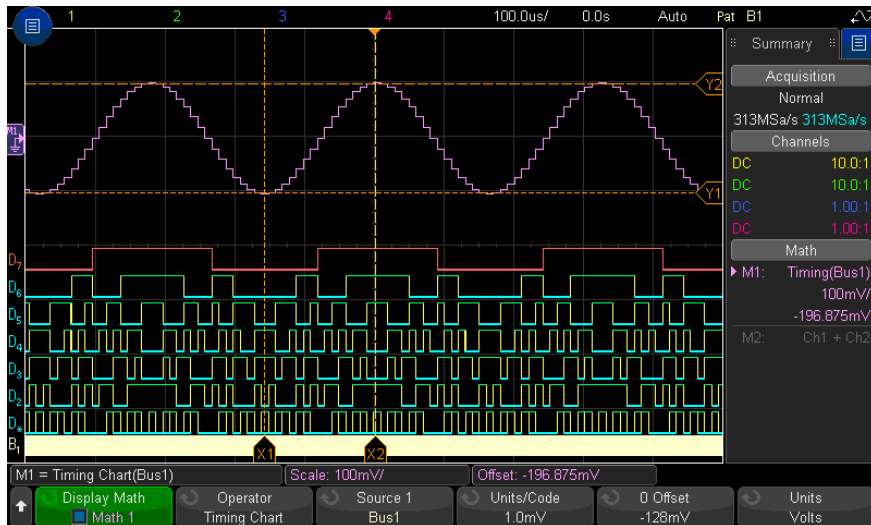 1 2 3 4 100.0us/ 0.0s Auto Pat B1
Summary
Acquisition
Normal
313MSa/s 313MSa/s
Channels
DC 10.0:1
DC 10.0:1
DC 1.00:1
DC 1.00:1
Math
M1: Timing(Bus1)
100mV/
-196.875mV
M2: Ch1 + Ch2
Y2
M1
Y1
D7
D6
D5
D4
D3
D2
D*
B1
X1 X2
M1 = Timing Chart(Bus1) Scale: 100mV/ Offset: -196.875mV
Display Math
Math 1
Operator
Timing Chart
Source 1
Bus1
Units/Code
1.0mV
0 Offset
-128mV
Units
Volts